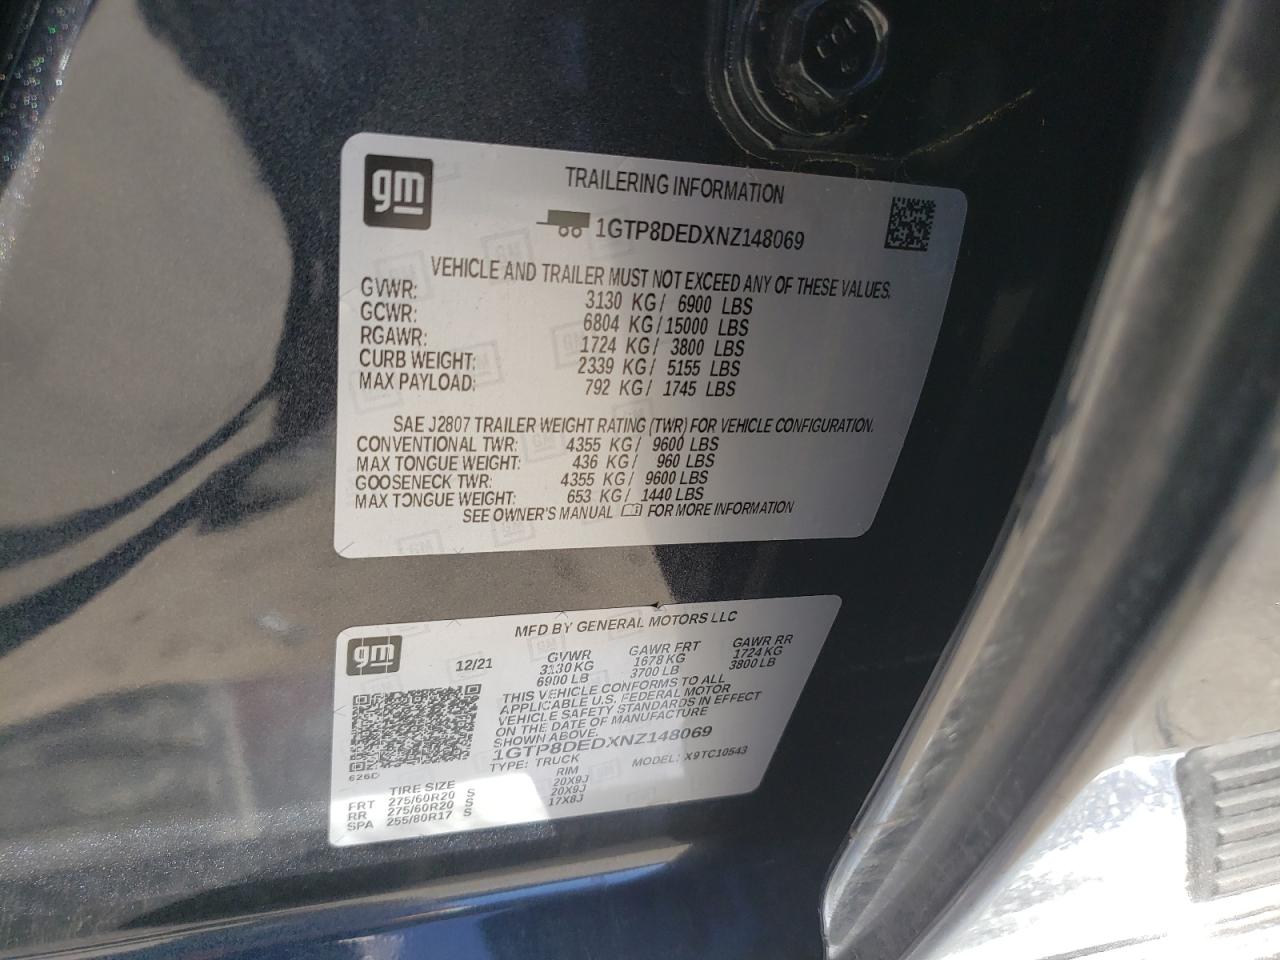 gm
TRAILERING INFORMATION
1GTP8DEDXNZ148069
VEHICLE AND TRAILER MUST NOT EXCEED ANY OF THESE VALUES.
GVWR: 3130 KG/ 6900 LBS
GCWR: 6804 KG/15000 LBS
RGAWR: 1724 KG/ 3800 LBS
CURB WEIGHT: 2339 KG/ 5155 LBS
MAX PAYLOAD: 792 KG/ 1745 LBS
SAE J2807 TRAILER WEIGHT RATING (TWR) FOR VEHICLE CONFIGURATION.
CONVENTIONAL TWR: 4355 KG/ 9600 LBS
MAX TONGUE WEIGHT: 436 KG/ 960 LBS
GOOSENECK TWR: 4355 KG/ 9600 LBS
MAX TONGUE WEIGHT: 653 KG/ 1440 LBS
SEE OWNER'S MANUAL FOR MORE INFORMATION
gm
MFD BY GENERAL MOTORS LLC
12/21 GVWR GAWR FRT GAWR RR
3130 KG 1678 KG 1724 KG
6900 LB 3700 LB 3800 LB
THIS VEHICLE CONFORMS TO ALL
APPLICABLE U.S. FEDERAL MOTOR
VEHICLE SAFETY STANDARDS IN EFFECT
ON THE DATE OF MANUFACTURE
SHOWN ABOVE.
1GTP8DEDXNZ148069
TYPE: TRUCK MODEL: X9TC10543
626D
TIRE SIZE RIM
FRT 275/60R20 S 20X9J
RR 275/60R20 S 20X9J
SPA 255/80R17 S 17X8J